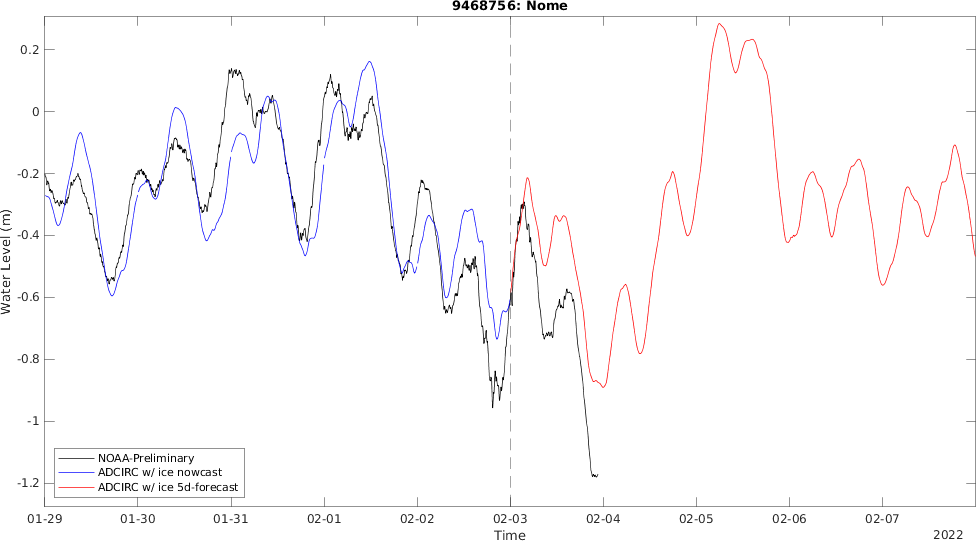 9468756: Nome
Water Level (m)
0.2
0
-0.2
-0.4
-0.6
-0.8
-1
-1.2
NOAA-Preliminary
ADCIRC w/ ice nowcast
ADCIRC w/ ice 5d-forecast
01-29 01-30 01-31 02-01 02-02 02-03 02-04 02-05 02-06 02-07
Time
2022